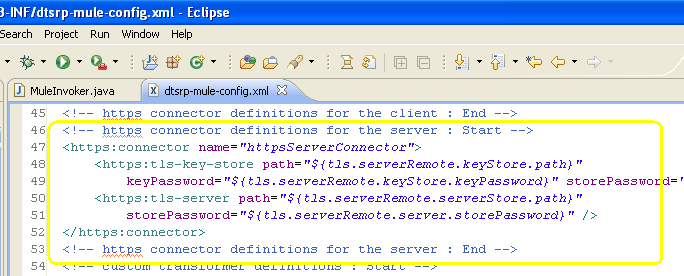 3-INF/dtsrp-mule-config.xml - Eclipse
Search Project Run Window Help
MuleInvoker.java dtsrp-mule-config.xml
45 <!-- https connector definitions for the client : End -->
46 <!-- https connector definitions for the server : Start -->
47 <https:connector name="httpsServerConnector">
48 <https:tls-key-store path="${tls.serverRemote.keyStore.path}"
49 keyPassword="${tls.serverRemote.keyStore.keyPassword}" storePassword="
50 <https:tls-server path="${tls.serverRemote.serverStore.path}"
51 storePassword="${tls.serverRemote.server.storePassword}" />
52 </https:connector>
53 <!-- https connector definitions for the server : End -->
54 <!-- custom transformer definitions : Start -->